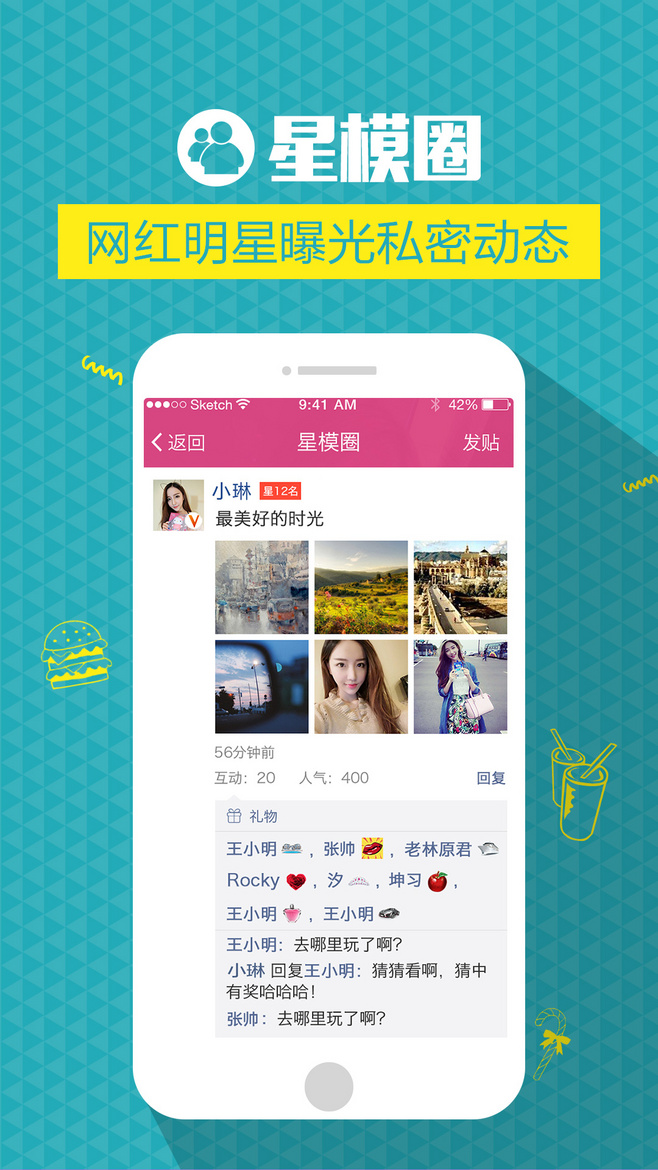 星模圈
网红明星曝光私密动态
Sketch 9:41 AM 42%
返回 星模圈 发贴
小琳 星12名
V
最美好的时光
56分钟前
互动：20 人气：400 回复
礼物
王小明 ，张帅 ，老林原君
Rocky ，汐 ，坤习 ，
王小明 ，王小明
王小明：去哪里玩了啊？
小琳 回复王小明：猜猜看啊，猜中
有奖哈哈哈！
张帅：去哪里玩了啊？